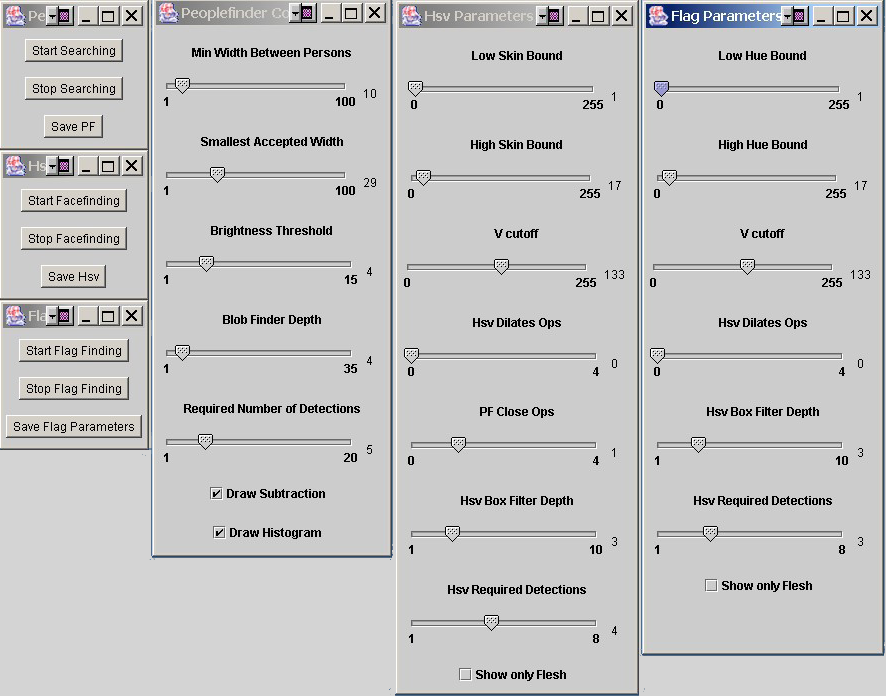 Pe
Start Searching
Stop Searching
Save PF
Hs
Start Facefinding
Stop Facefinding
Save Hsv
Fla
Start Flag Finding
Stop Flag Finding
Save Flag Parameters
Peoplefinder Co
Min Width Between Persons
1 100 10
Smallest Accepted Width
1 100 29
Brightness Threshold
1 15 4
Blob Finder Depth
1 35 4
Required Number of Detections
1 20 5
Draw Subtraction
Draw Histogram
Hsv Parameters
Low Skin Bound
0 255 1
High Skin Bound
0 255 17
V cutoff
0 255 133
Hsv Dilates Ops
0 4 0
PF Close Ops
0 4 1
Hsv Box Filter Depth
1 10 3
Hsv Required Detections
1 8 4
Show only Flesh
Flag Parameters
Low Hue Bound
0 255 1
High Hue Bound
0 255 17
V cutoff
0 255 133
Hsv Dilates Ops
0 4 0
Hsv Box Filter Depth
1 10 3
Hsv Required Detections
1 8 3
Show only Flesh